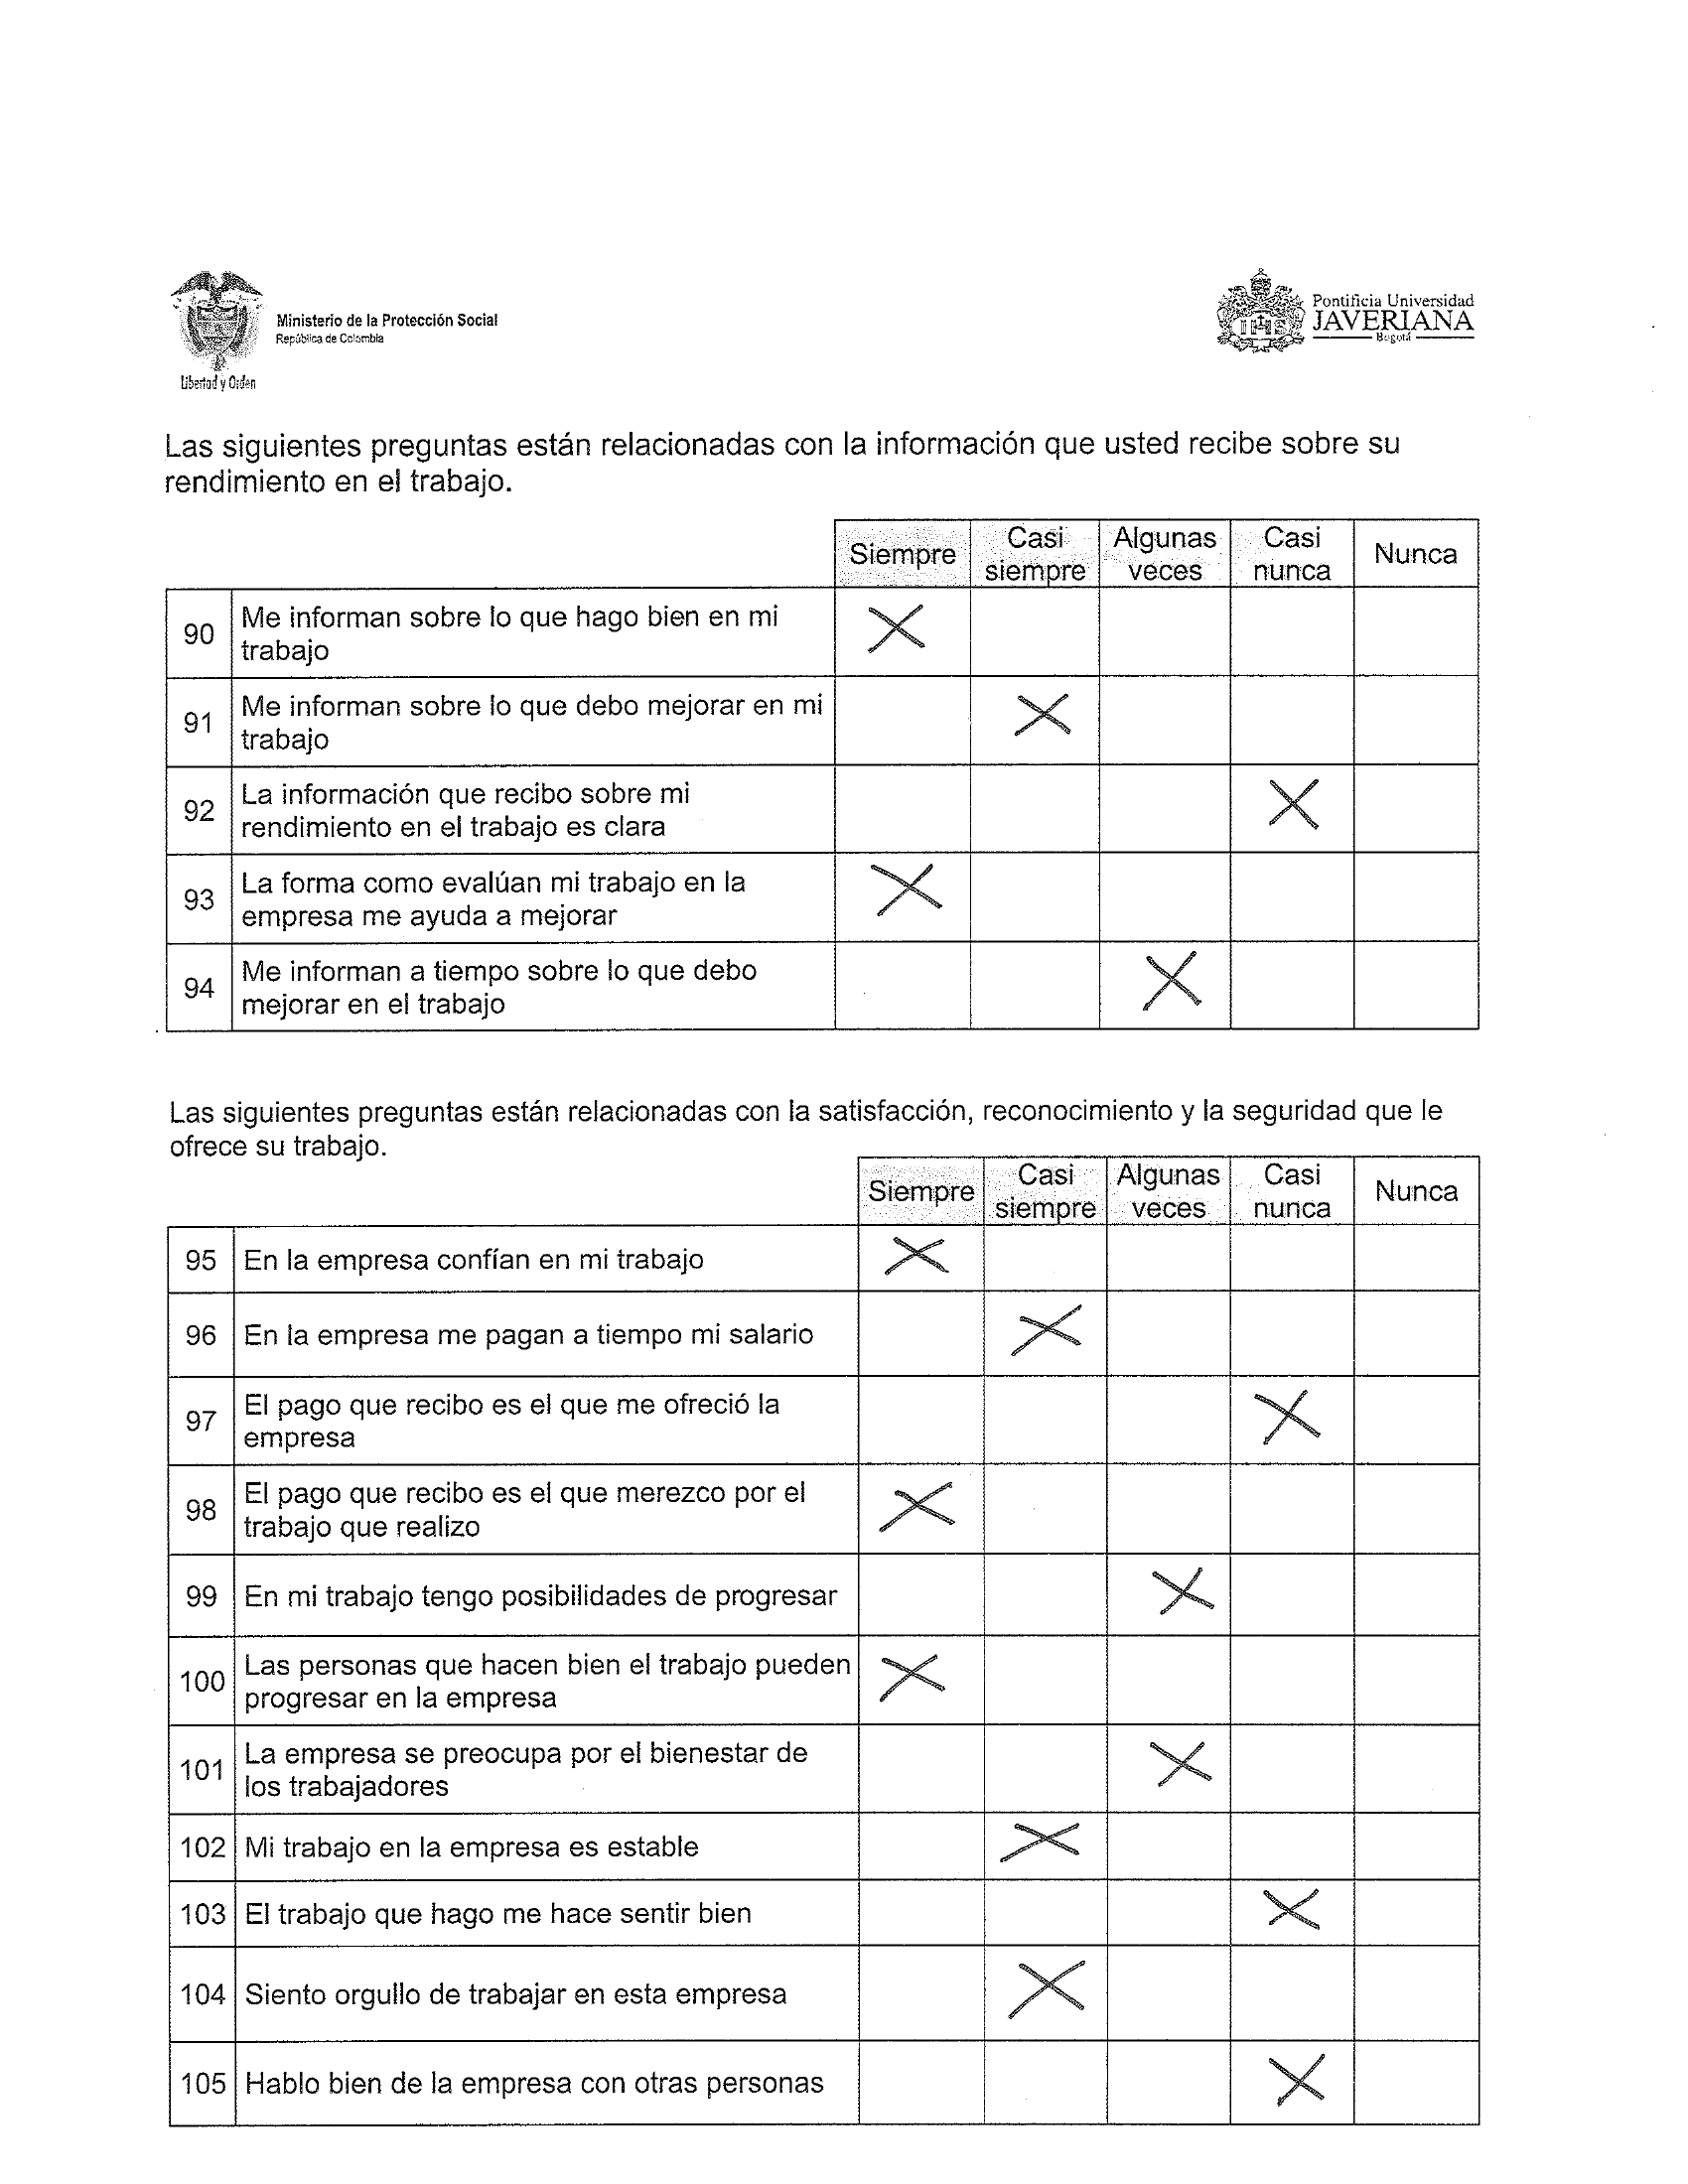 Ministerio de la Protección Social
República de Colombia
Libertad y Orden
Pontificia Universidad
JAVERIANA
Bogotá
Las siguientes preguntas están relacionadas con la información que usted recibe sobre su
rendimiento en el trabajo.
Siempre Casi siempre Algunas veces Casi nunca Nunca
90 Me informan sobre lo que hago bien en mi
trabajo
91 Me informan sobre lo que debo mejorar en mi
trabajo
92 La información que recibo sobre mi
rendimiento en el trabajo es clara
93 La forma como evalúan mi trabajo en la
empresa me ayuda a mejorar
94 Me informan a tiempo sobre lo que debo
mejorar en el trabajo
Las siguientes preguntas están relacionadas con la satisfacción, reconocimiento y la seguridad que le
ofrece su trabajo.
Siempre Casi siempre Algunas veces Casi nunca Nunca
95 En la empresa confían en mi trabajo
96 En la empresa me pagan a tiempo mi salario
97 El pago que recibo es el que me ofreció la
empresa
98 El pago que recibo es el que merezco por el
trabajo que realizo
99 En mi trabajo tengo posibilidades de progresar
100 Las personas que hacen bien el trabajo pueden
progresar en la empresa
101 La empresa se preocupa por el bienestar de
los trabajadores
102 Mi trabajo en la empresa es estable
103 El trabajo que hago me hace sentir bien
104 Siento orgullo de trabajar en esta empresa
105 Hablo bien de la empresa con otras personas